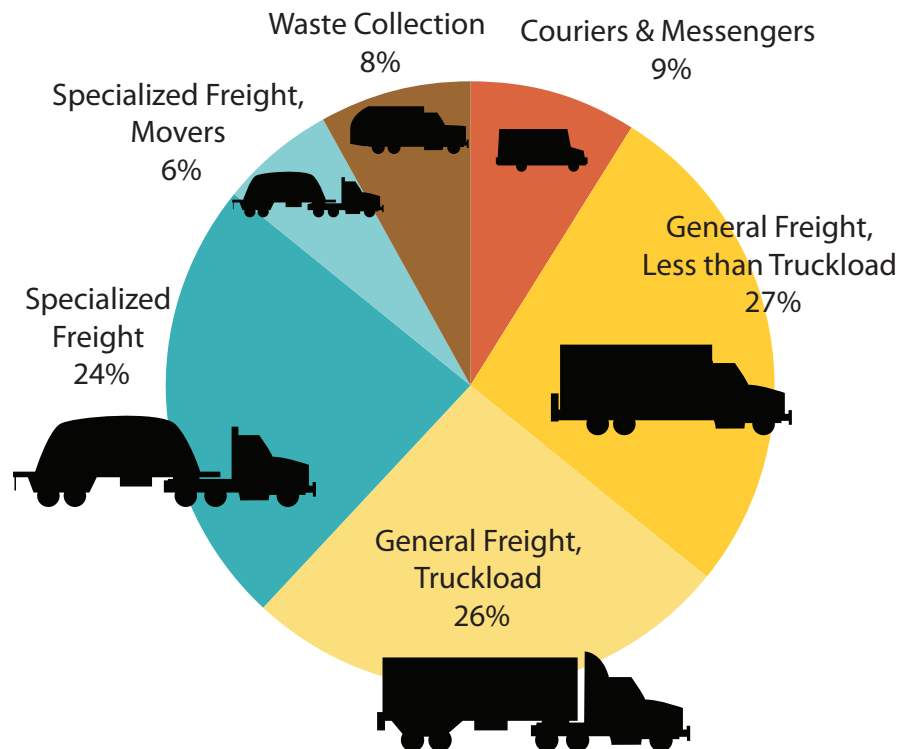 Waste Collection
8%
Couriers & Messengers
9%
Specialized Freight,
Movers
6%
General Freight,
Less than Truckload
27%
Specialized
Freight
24%
General Freight,
Truckload
26%